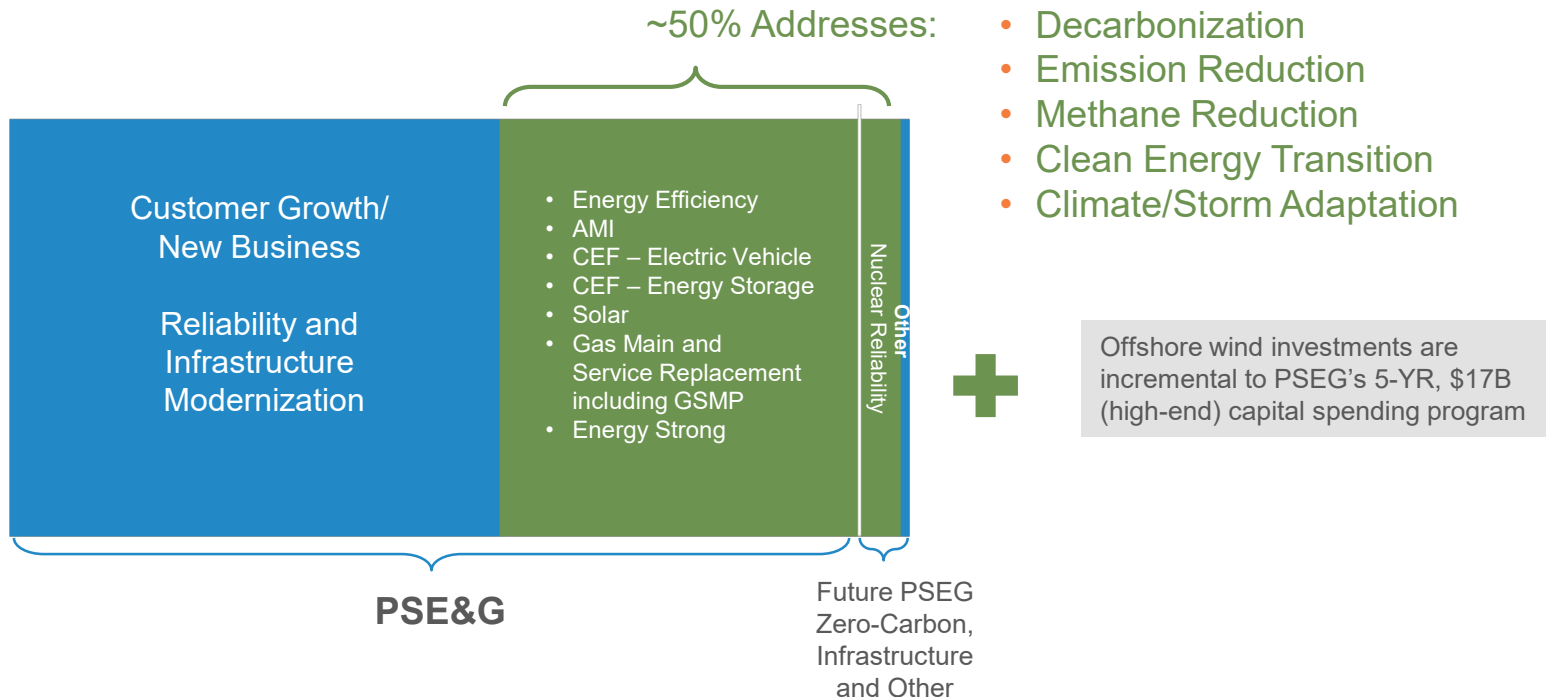 ~50% Addresses:
• Decarbonization
• Emission Reduction
• Methane Reduction
• Clean Energy Transition
• Climate/Storm Adaptation
Customer Growth/
New Business
Reliability and
Infrastructure
Modernization
• Energy Efficiency
• AMI
• CEF – Electric Vehicle
• CEF – Energy Storage
• Solar
• Gas Main and
Service Replacement
including GSMP
• Energy Strong
Nuclear Reliability
Other
Offshore wind investments are
incremental to PSEG’s 5-YR, $17B
(high-end) capital spending program
PSE&G
Future PSEG
Zero-Carbon,
Infrastructure
and Other